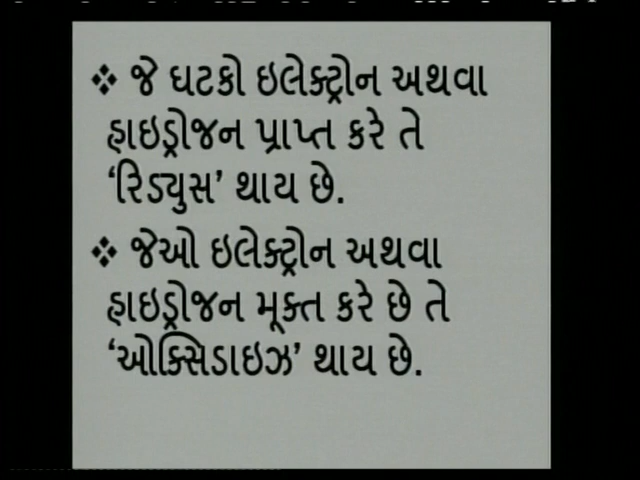 ❖ જે ઘટકો ઇલેક્ટ્રોન અથવા
હાઇડ્રોજન પ્રાપ્ત કરે તે
‘રિડ્યુસ’ થાય છે.
❖ જેઓ ઇલેક્ટ્રોન અથવા
હાઇડ્રોજન મૂક્ત કરે છે તે
‘ઓક્સિડાઇઝ’ થાય છે.